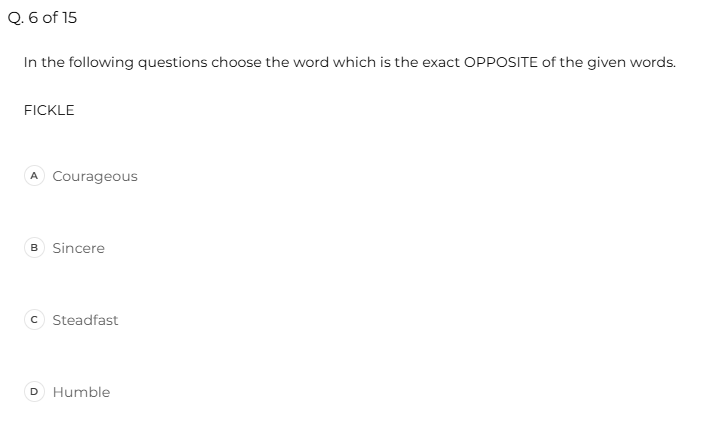 Q. 6 of 15
In the following questions choose the word which is the exact OPPOSITE of the given words.
FICKLE
A Courageous
B Sincere
C Steadfast
D Humble